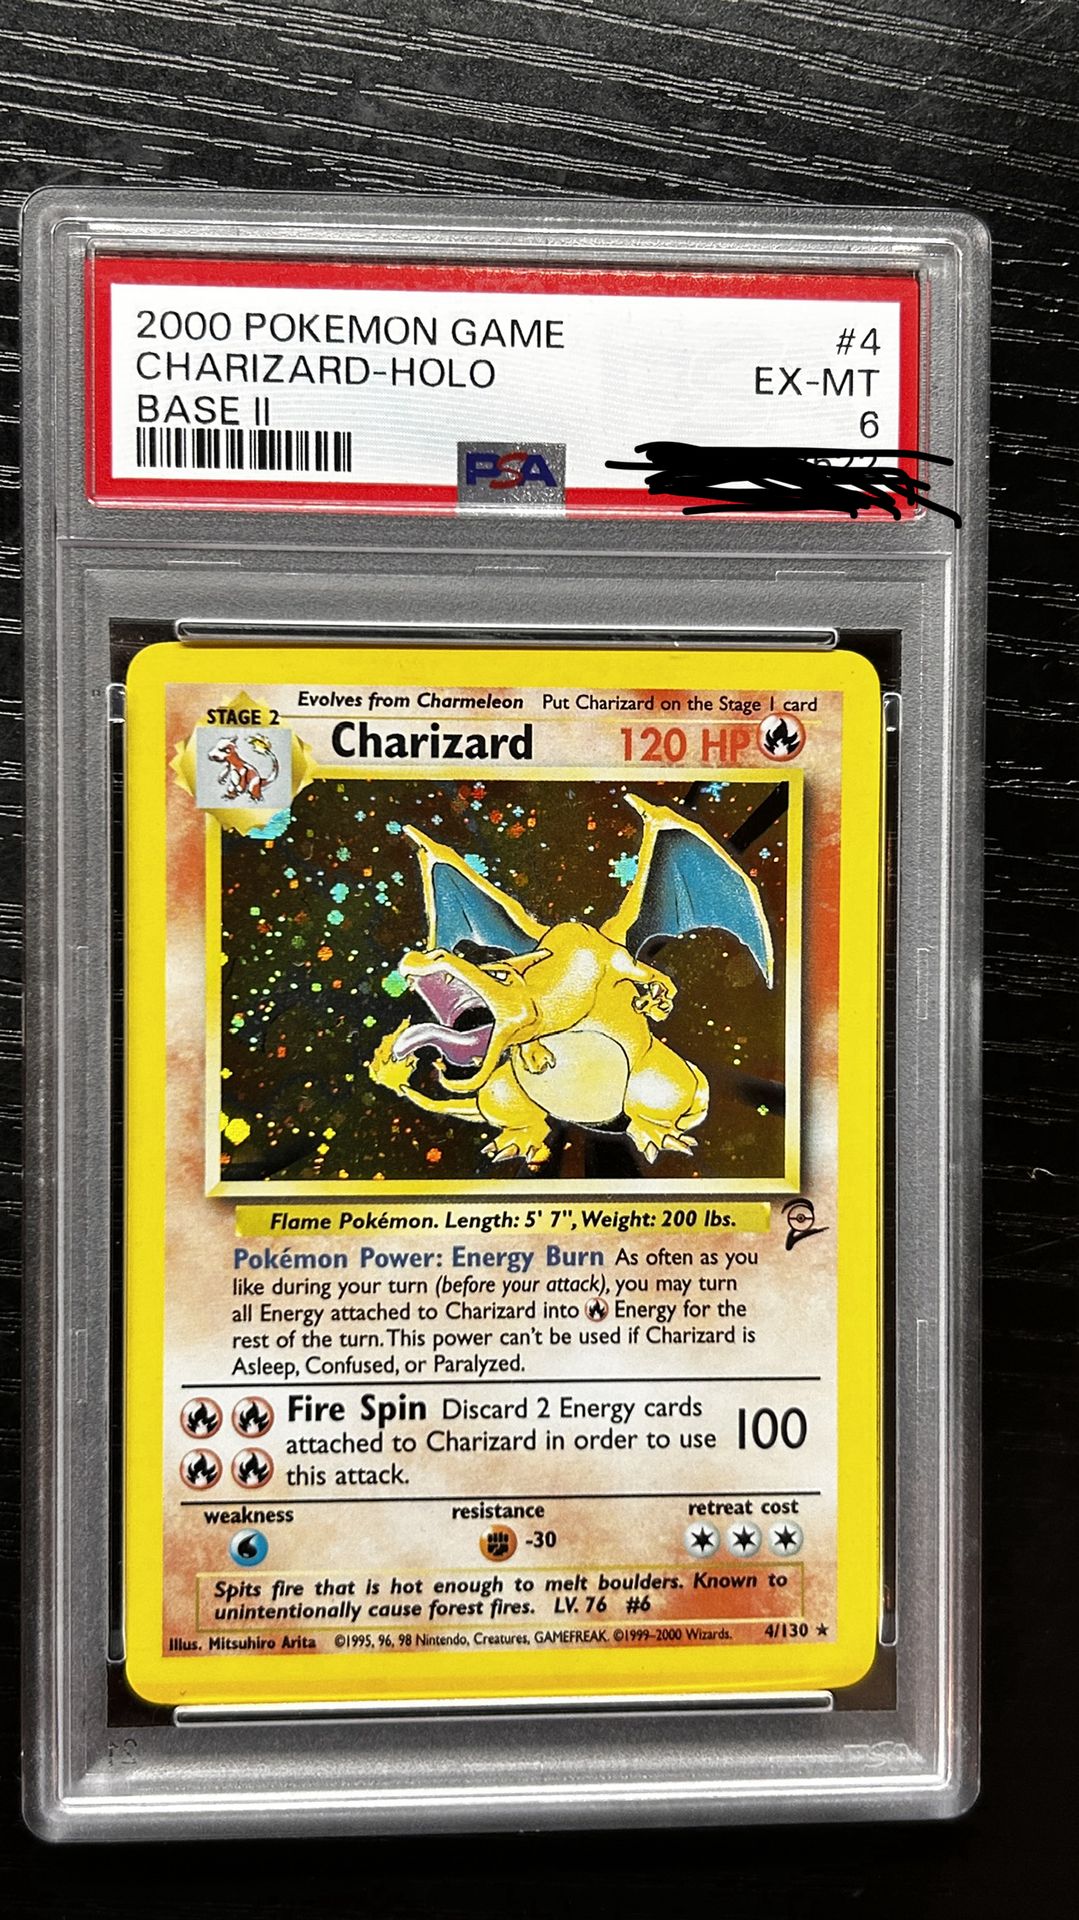 2000 POKEMON GAME #4
CHARIZARD-HOLO EX-MT
BASE II 6
PSA
Evolves from Charmeleon Put Charizard on the Stage 1 card
STAGE 2
Charizard 120 HP
Flame Pokémon. Length: 5' 7", Weight: 200 lbs.
Pokémon Power: Energy Burn As often as you
like during your turn (before your attack), you may turn
all Energy attached to Charizard into Energy for the
rest of the turn. This power can't be used if Charizard is
Asleep, Confused, or Paralyzed.
Fire Spin Discard 2 Energy cards
attached to Charizard in order to use 100
this attack.
weakness resistance retreat cost
-30
Spits fire that is hot enough to melt boulders. Known to
unintentionally cause forest fires. LV. 76 #6
Illus. Mitsuhiro Arita ©1995, 96, 98 Nintendo, Creatures, GAMEFREAK. ©1999-2000 Wizards. 4/130 ★
PSA